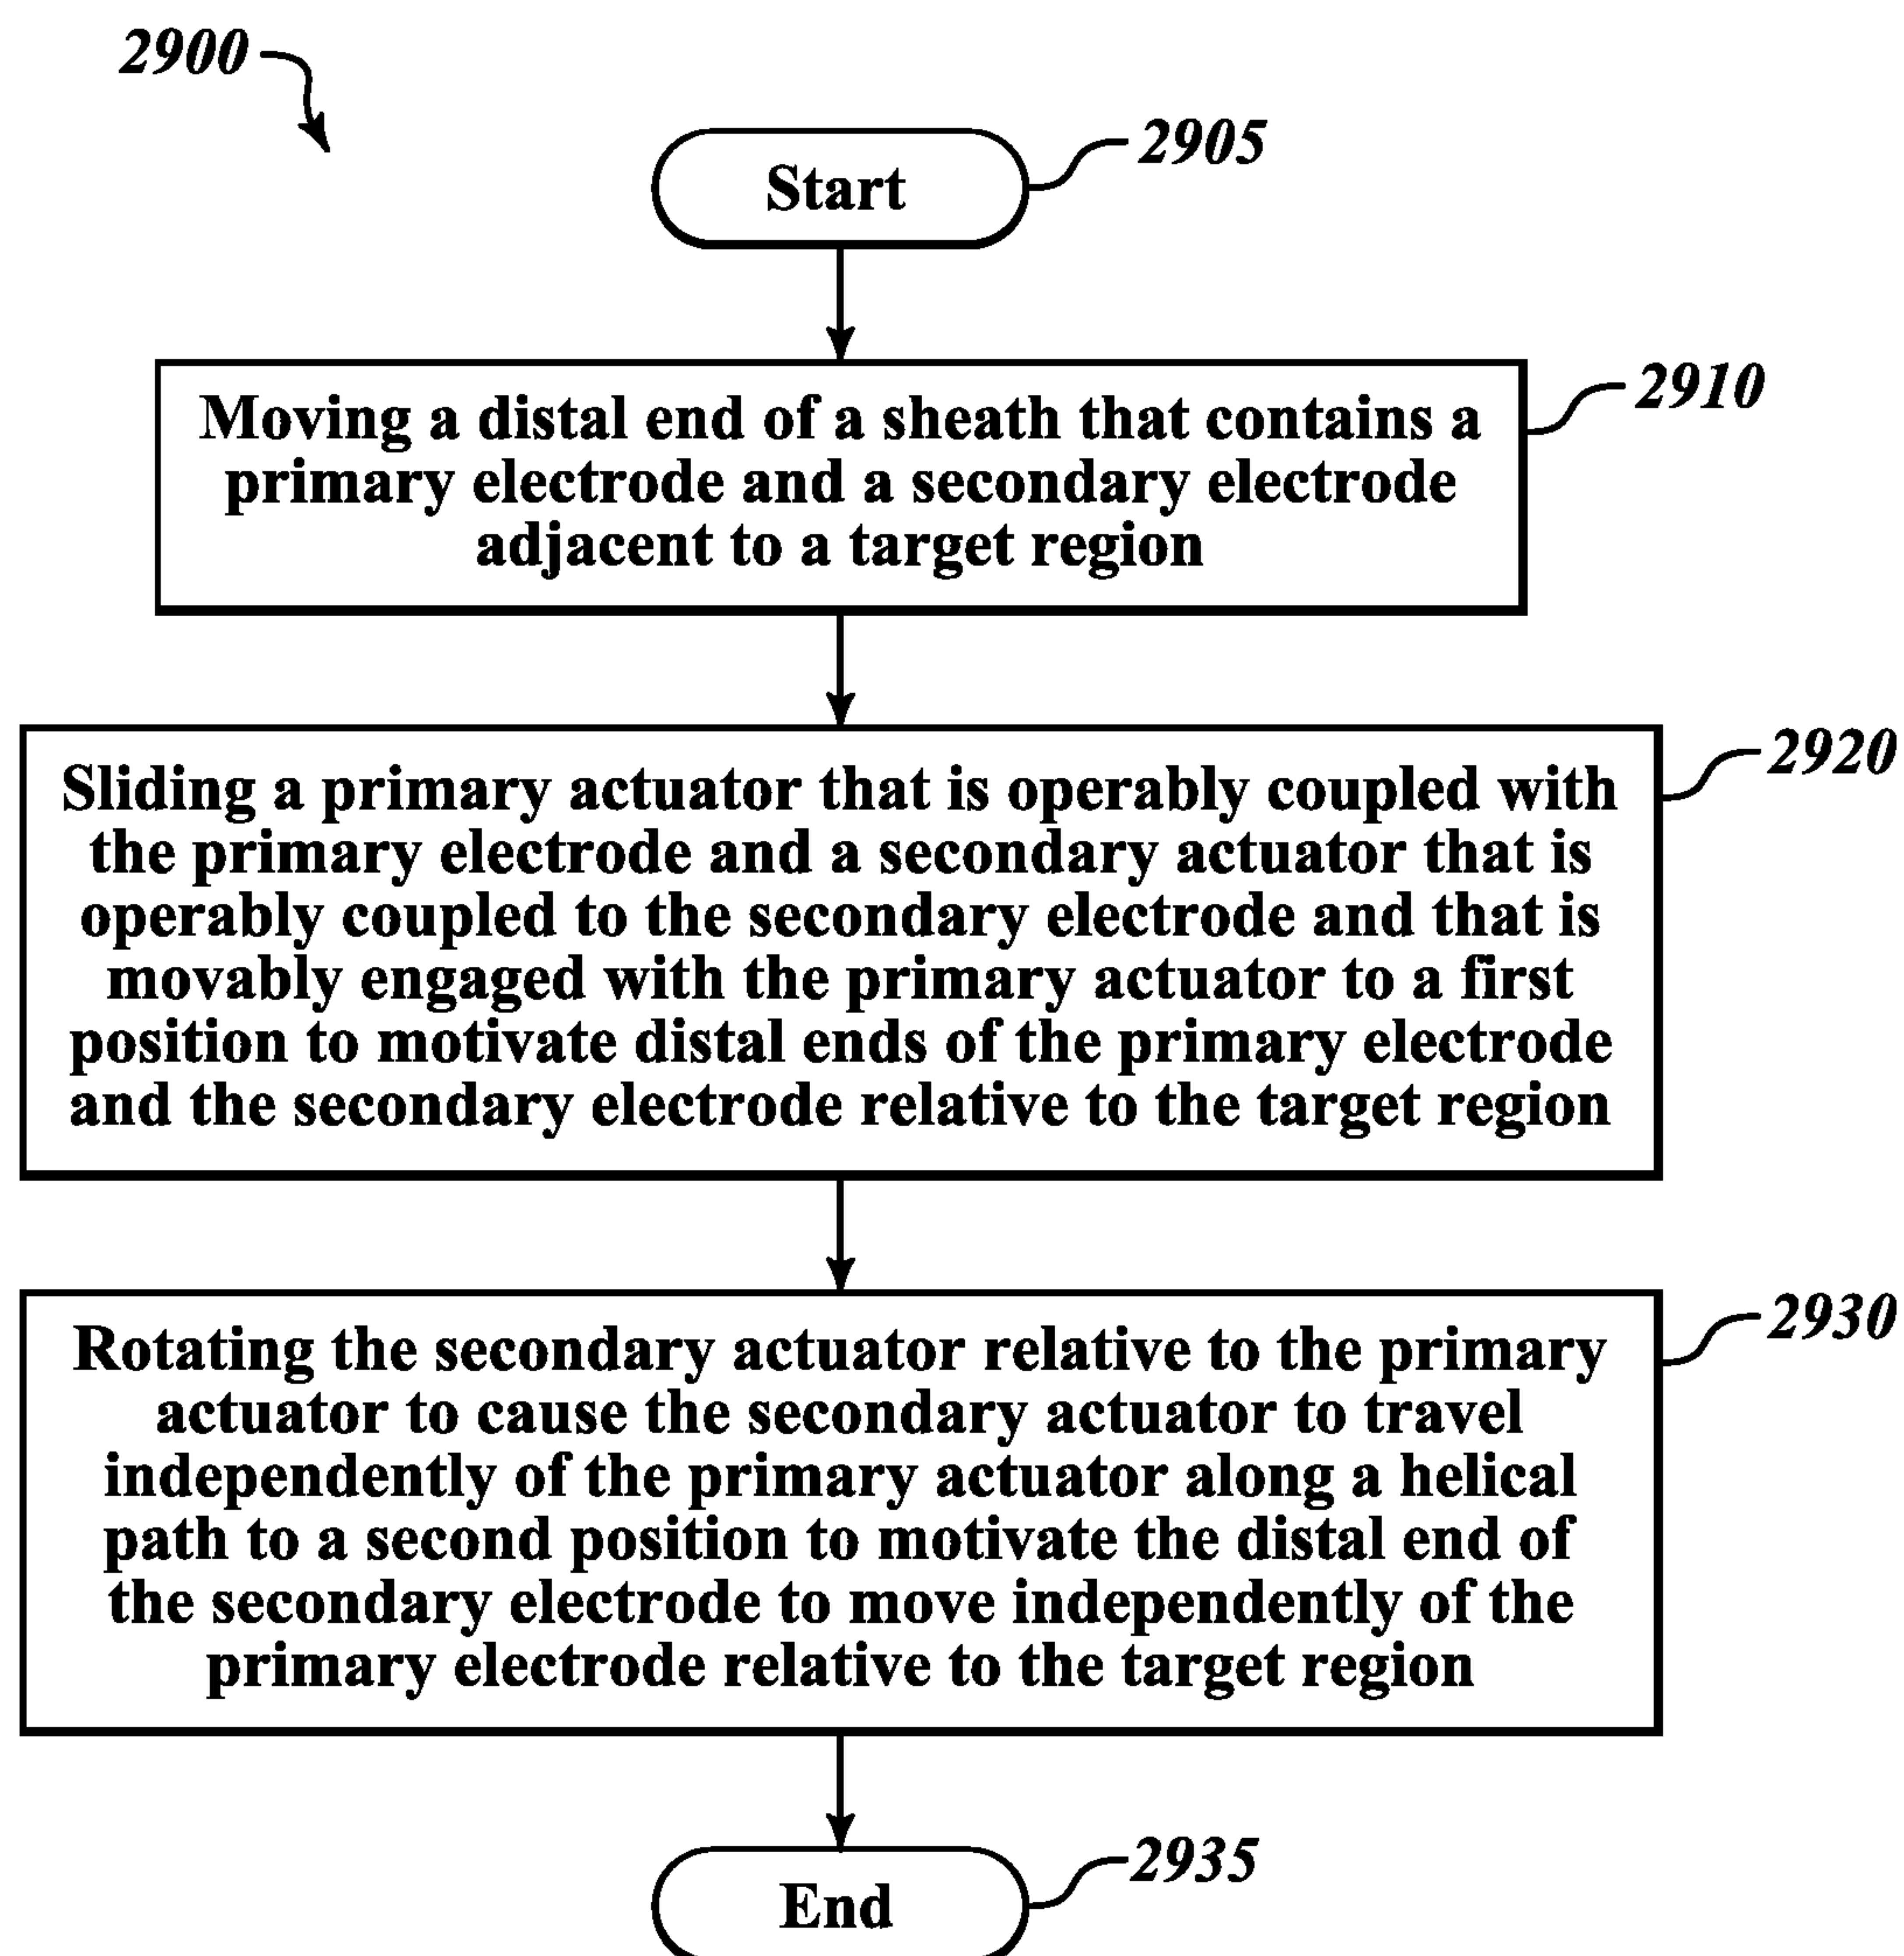 2900
Start
2905
Moving a distal end of a sheath that contains a
primary electrode and a secondary electrode
adjacent to a target region
2910
Sliding a primary actuator that is operably coupled with
the primary electrode and a secondary actuator that is
operably coupled to the secondary electrode and that is
movably engaged with the primary actuator to a first
position to motivate distal ends of the primary electrode
and the secondary electrode relative to the target region
2920
Rotating the secondary actuator relative to the primary
actuator to cause the secondary actuator to travel
independently of the primary actuator along a helical
path to a second position to motivate the distal end of
the secondary electrode to move independently of the
primary electrode relative to the target region
2930
End
2935